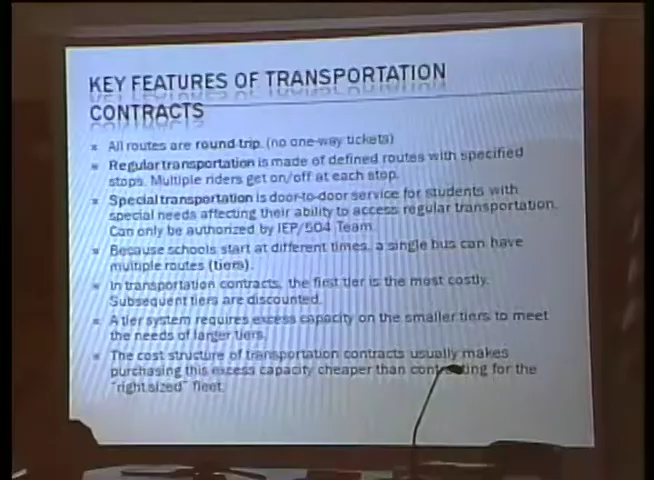 KEY FEATURES OF TRANSPORTATION
CONTRACTS
All routes are round-trip. (no one-way tickets)
Regular transportation is made of defined routes with specified
stops. Multiple riders get on/off at each stop.
Special transportation is door-to-door service for students with
special needs affecting their ability to access regular transportation.
Can only be authorized by IEP/504 Team.
Because schools start at different times, a single bus can have
multiple routes (tiers).
In transportation contracts, the first tier is the most costly.
Subsequent tiers are discounted.
A tier system requires excess capacity on the smaller tiers to meet
the needs of larger tiers.
The cost structure of transportation contracts usually makes
purchasing this excess capacity cheaper than contracting for the
"right sized" fleet.